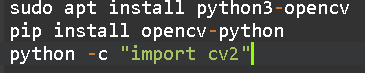 sudo apt install python3-opencv
pip install opencv-python
python -c "import cv2"